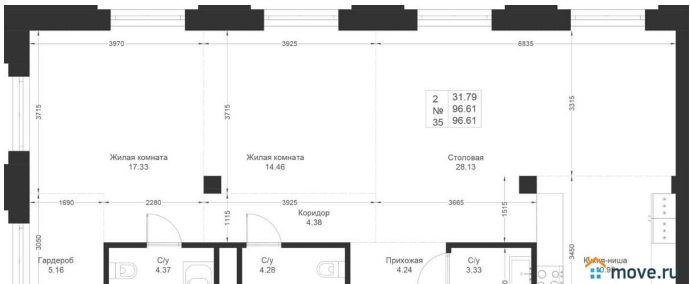 3970
3925
6835
3715
3715
3315
2 31.79
№ 96.61
35 96.61
Жилая комната
17.33
Жилая комната
14.46
Столовая
28.13
1690
2280
3925
3665
1515
1115
Коридор
4.38
3050
3450
Гардероб
5.16
С/у
4.37
С/у
4.28
Прихожая
4.24
С/у
3.33
move.ru